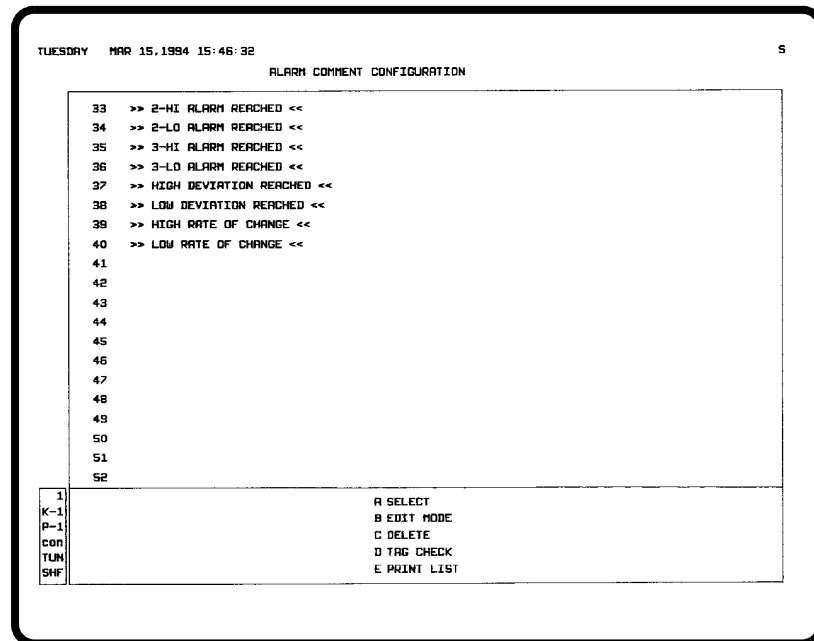 TUESDAY MAR 15,1994 15:46:32 S
ALARM COMMENT CONFIGURATION
33 >> 2-HI ALARM REACHED <<
34 >> 2-LO ALARM REACHED <<
35 >> 3-HI ALARM REACHED <<
36 >> 3-LO ALARM REACHED <<
37 >> HIGH DEVIATION REACHED <<
38 >> LOW DEVIATION REACHED <<
39 >> HIGH RATE OF CHANGE <<
40 >> LOW RATE OF CHANGE <<
41
42
43
44
45
46
47
48
49
50
51
52
1
K-1
P-1
con
TUN
SHF
A SELECT
B EDIT MODE
C DELETE
D TAG CHECK
E PRINT LIST